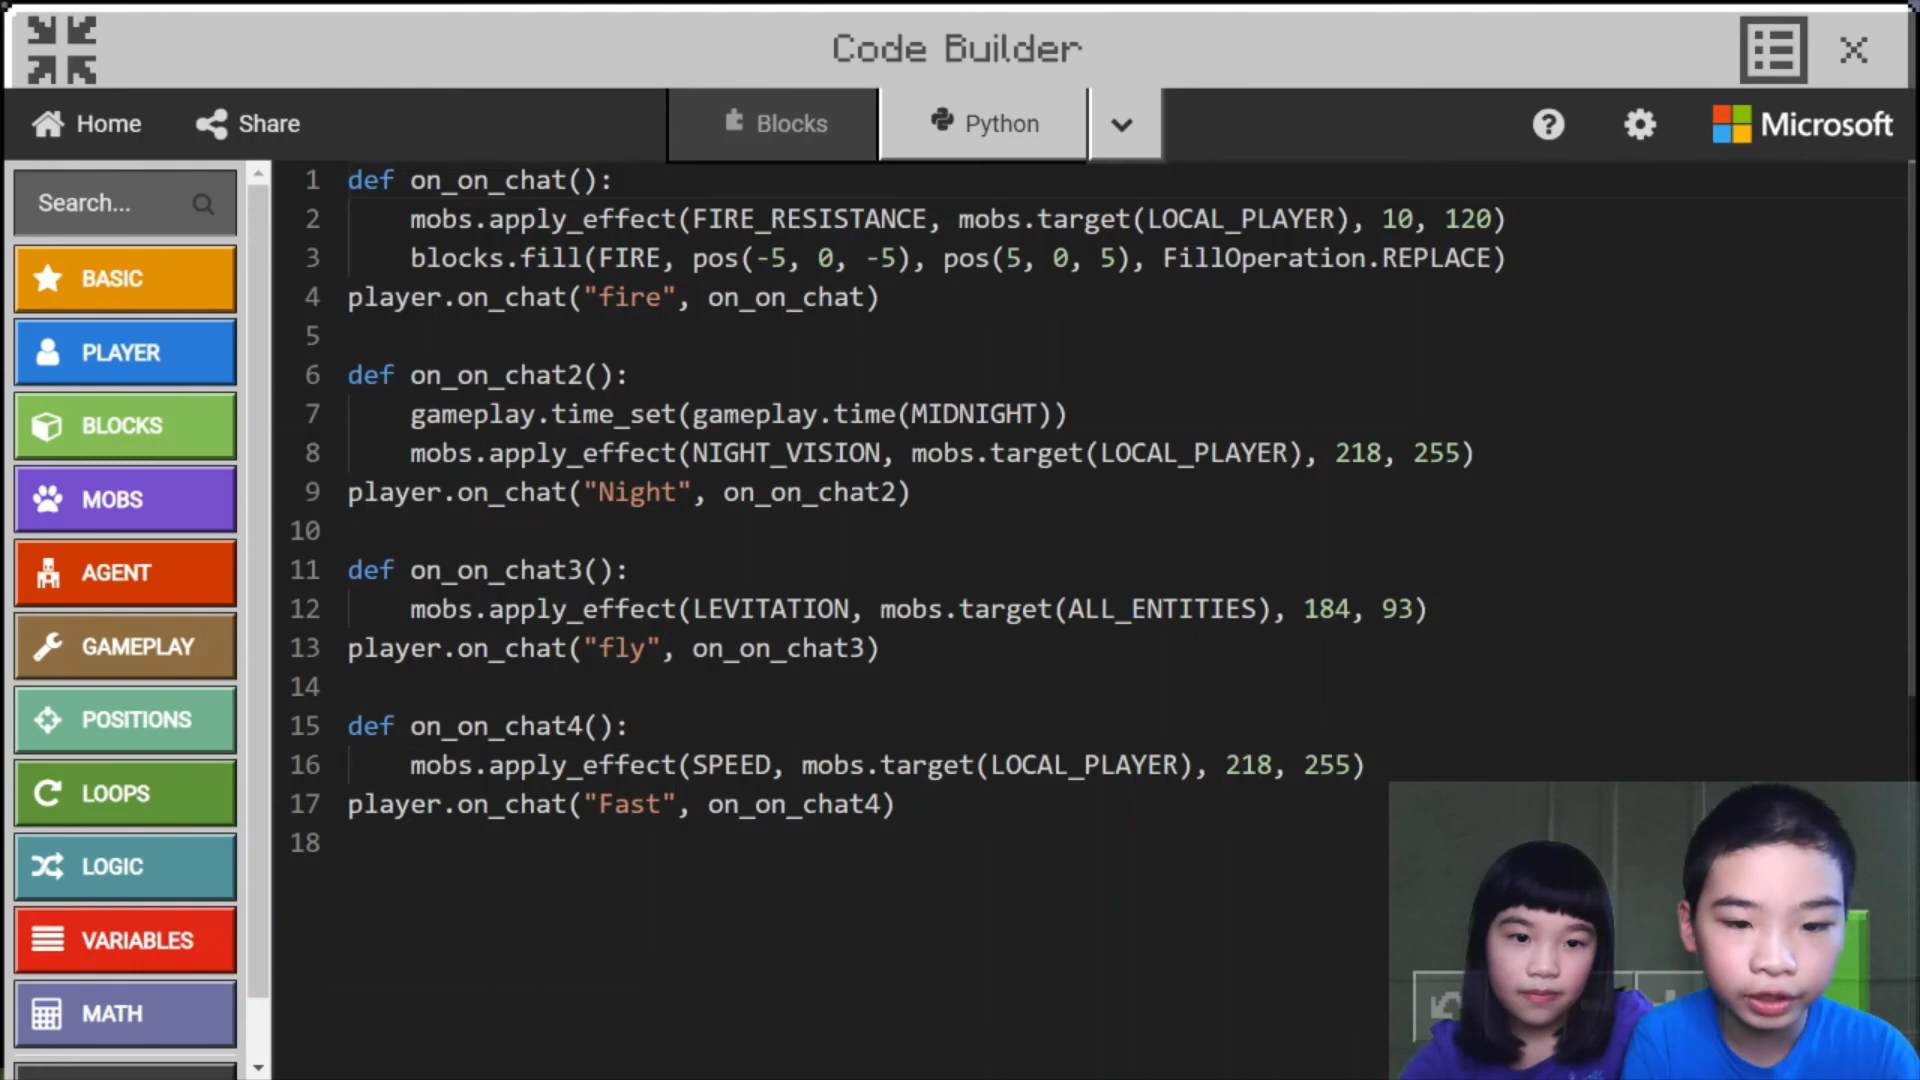 Code Builder
Home
Share
Blocks
Python
Microsoft
Search...
BASIC
PLAYER
BLOCKS
MOBS
AGENT
GAMEPLAY
POSITIONS
LOOPS
LOGIC
VARIABLES
MATH
1 def on_on_chat():
2 mobs.apply_effect(FIRE_RESISTANCE, mobs.target(LOCAL_PLAYER), 10, 120)
3 blocks.fill(FIRE, pos(-5, 0, -5), pos(5, 0, 5), FillOperation.REPLACE)
4 player.on_chat("fire", on_on_chat)
5
6 def on_on_chat2():
7 gameplay.time_set(gameplay.time(MIDNIGHT))
8 mobs.apply_effect(NIGHT_VISION, mobs.target(LOCAL_PLAYER), 218, 255)
9 player.on_chat("Night", on_on_chat2)
10
11 def on_on_chat3():
12 mobs.apply_effect(LEVITATION, mobs.target(ALL_ENTITIES), 184, 93)
13 player.on_chat("fly", on_on_chat3)
14
15 def on_on_chat4():
16 mobs.apply_effect(SPEED, mobs.target(LOCAL_PLAYER), 218, 255)
17 player.on_chat("Fast", on_on_chat4)
18